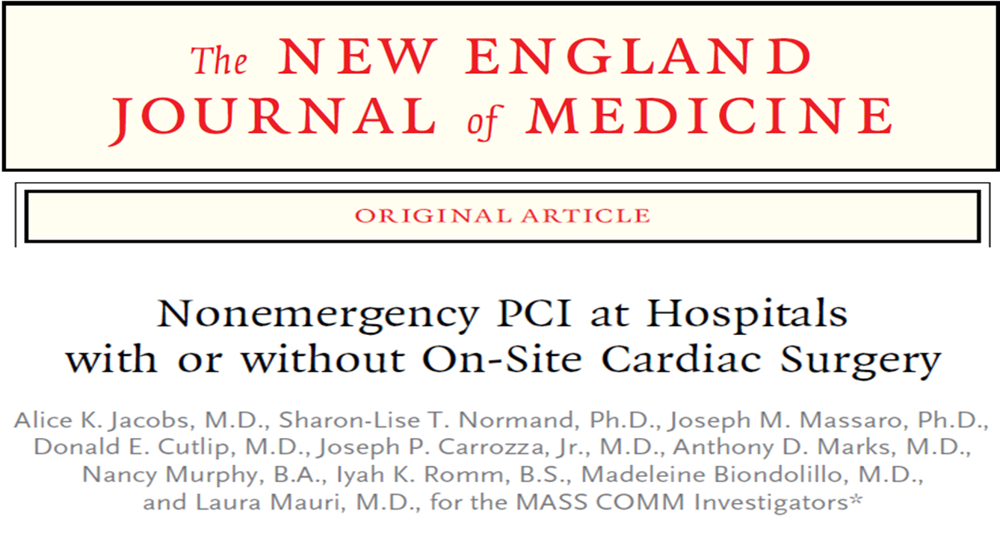 The NEW ENGLAND
JOURNAL of MEDICINE
ORIGINAL ARTICLE
Nonemergency PCI at Hospitals
with or without On-Site Cardiac Surgery
Alice K. Jacobs, M.D., Sharon-Lise T. Normand, Ph.D., Joseph M. Massaro, Ph.D.,
Donald E. Cutlip, M.D., Joseph P. Carrozza, Jr., M.D., Anthony D. Marks, M.D.,
Nancy Murphy, B.A., Iyah K. Romm, B.S., Madeleine Biondolillo, M.D.,
and Laura Mauri, M.D., for the MASS COMM Investigators*